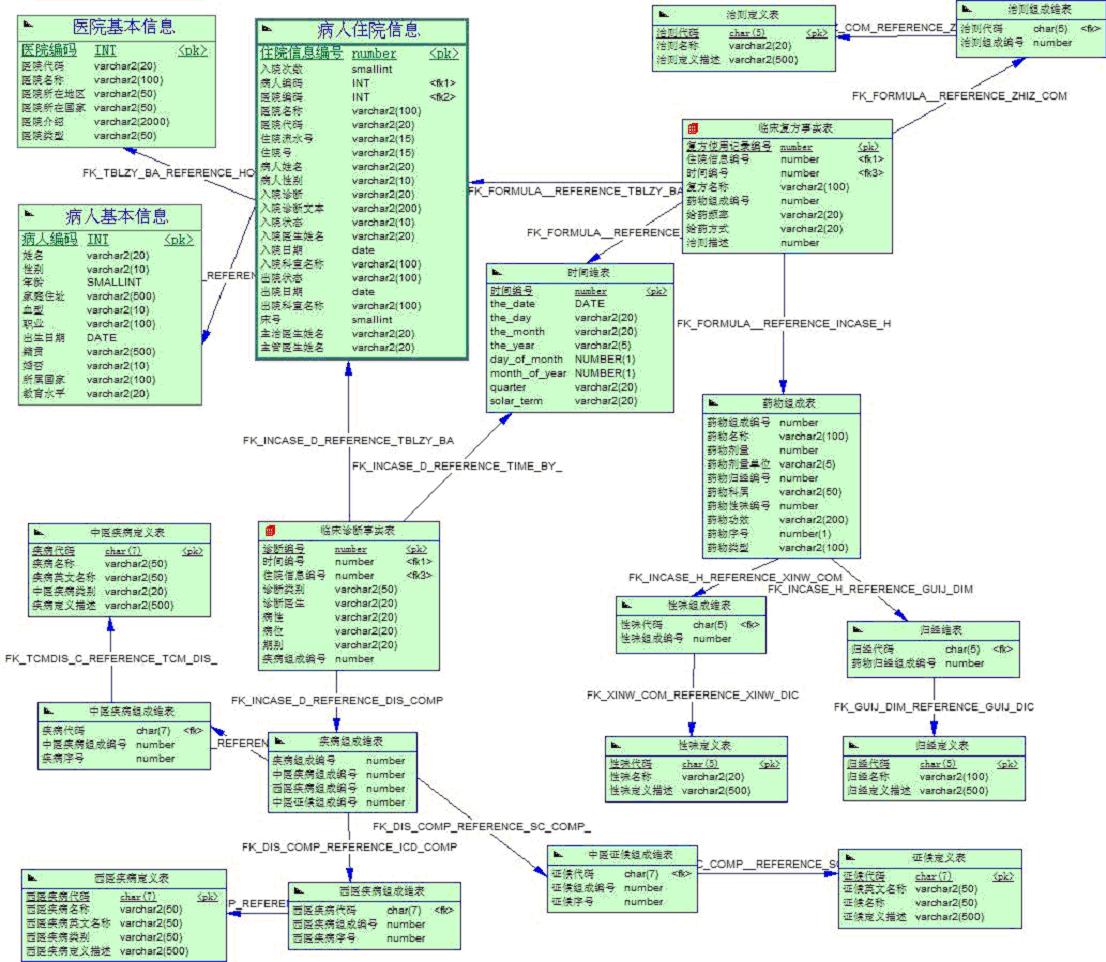 医院基本信息
医院编码 INT <pk>
医院代码 varchar2(20)
医院名称 varchar2(100)
医院所在地区 varchar2(50)
医院所在国家 varchar2(50)
医院介绍 varchar2(2000)
医院类型 varchar2(50)
FK_TBLZY_BA_REFERENCE_HO
病人基本信息
病人编码 INT <pk>
姓名 varchar2(20)
性别 varchar2(10)
年龄 SMALLINT
家庭住址 varchar2(500)
血型 varchar2(10)
职业 varchar2(100)
出生日期 DATE
籍贯 varchar2(500)
婚否 varchar2(10)
所属国家 varchar2(100)
教育水平 varchar2(20)
_REFEREN
病人住院信息
住院信息编号 number <pk>
入院次数 smallint
病人编码 INT <fk1>
医院编码 INT <fk2>
医院名称 varchar2(100)
医院代码 varchar2(20)
住院流水号 varchar2(15)
住院号 varchar2(15)
病人姓名 varchar2(20)
病人性别 varchar2(10)
入院诊断 varchar2(20)
入院诊断文本 varchar2(200)
入院状态 varchar2(10)
入院医生姓名 varchar2(20)
入院日期 date
入院科室名称 varchar2(100)
出院状态 varchar2(100)
出院日期 date
出院科室名称 varchar2(100)
床号 smallint
主治医生姓名 varchar2(20)
主管医生姓名 varchar2(20)
治则定义表
治则代码 char(5) <pk>
治则名称 varchar2(20)
治则定义描述 varchar2(500)
_COM_REFERENCE_Z
治则组成维表
治则代码 char(5) <fk>
治则组成编号 number
FK_FORMULA__REFERENCE_ZHIZ_COM
临床复方事实表
复方使用记录编号 number <pk>
住院信息编号 number <fk1>
时间编号 number <fk3>
复方名称 varchar2(100)
药物组成编号 number
给药频率 varchar2(20)
给药方式 varchar2(20)
治则描述 number
FK_FORMULA__REFERENCE_TBLZY_BA
FK_FORMULA__REFERENCE_
时间维表
时间编号 number <pk>
the_date DATE
the_day varchar2(20)
the_month varchar2(20)
the_year varchar2(5)
day_of_month NUMBER(1)
month_of_year NUMBER(1)
quarter varchar2(20)
solar_term varchar2(20)
FK_FORMULA__REFERENCE_INCASE_H
药物组成表
药物组成编号 number
药物名称 varchar2(100)
药物剂量 number
药物剂量单位 varchar2(5)
药物归经编号 number
药物科属 varchar2(50)
药物性味编号 number
药物功效 varchar2(200)
药物序号 number(1)
药物类型 varchar2(100)
FK_INCASE_D_REFERENCE_TBLZY_BA
FK_INCASE_D_REFERENCE_TIME_BY_
中医疾病定义表
疾病代码 char(7) <pk>
疾病名称 varchar2(50)
疾病英文名称 varchar2(50)
中医疾病类别 varchar2(20)
疾病定义描述 varchar2(500)
临床诊断事实表
诊断编号 number <pk>
时间编号 number <fk1>
住院信息编号 number <fk3>
诊断类别 varchar2(50)
诊断医生 varchar2(20)
病性 varchar2(20)
病位 varchar2(20)
期别 varchar2(20)
疾病组成编号 number
FK_INCASE_H_REFERENCE_XINW_COM
FK_INCASE_H_REFERENCE_GUIJ_DIM
性味组成维表
性味代码 char(5) <fk>
性味组成编号 number
归经维表
归经代码 char(5) <fk>
药物归经组成编号 number
FK_TCMDIS_C_REFERENCE_TCM_DIS_
FK_INCASE_D_REFERENCE_DIS_COMP
FK_XINW_COM_REFERENCE_XINW_DIC
FK_GUIJ_DIM_REFERENCE_GUIJ_DIC
中医疾病组成维表
疾病代码 char(7) <fk>
中医疾病组成编号 number
疾病序号 number
_REFEREN
疾病组成维表
疾病组成编号 number
中医疾病组成编号 number
西医疾病组成编号 number
中医证候组成编号 number
性味定义表
性味代码 char(5) <pk>
性味名称 varchar2(20)
性味定义描述 varchar2(500)
归经定义表
归经代码 char(5) <pk>
归经名称 varchar2(100)
归经定义描述 varchar2(500)
FK_DIS_COMP_REFERENCE_SC_COMP_
FK_DIS_COMP_REFERENCE_ICD_COMP
中医证候组成维表
证候代码 char(7) <fk>
证候组成编号 number
证候序号 number
C_COMP__REFERENCE_S
证候定义表
证候代码 char(7) <pk>
证候英文名称 varchar2(50)
证候名称 varchar2(50)
证候定义描述 varchar2(500)
西医疾病定义表
西医疾病代码 char(7) <pk>
西医疾病名称 varchar2(50)
西医疾病英文名称 varchar2(50)
西医疾病类别 varchar2(50)
西医疾病定义描述 varchar2(500)
P_REFERE
西医疾病组成维表
西医疾病代码 char(7) <fk>
西医疾病组成编号 number
西医疾病序号 number